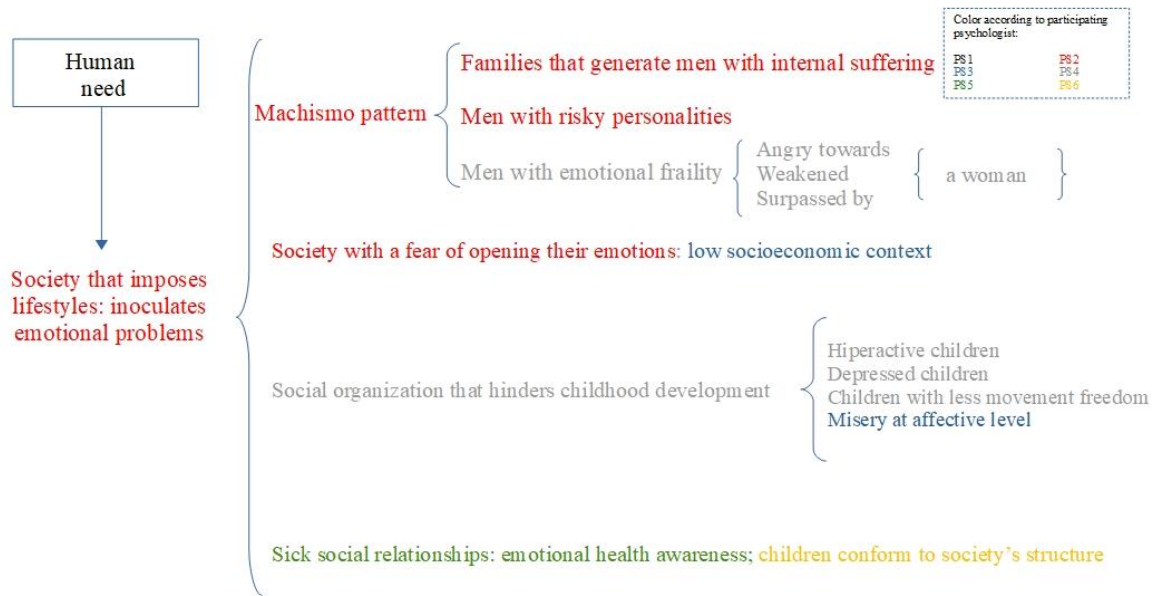 Color according to participating
psychologist:
PS1 PS2
PS3 PS4
PS5 PS6
Human
need
Families that generate men with internal suffering
Machismo pattern
Men with risky personalities
Men with emotional fraility
Angry towards
Weakened
Surpassed by
a woman
Society with a fear of opening their emotions: low socioeconomic context
Society that imposes
lifestyles: inoculates
emotional problems
Social organization that hinders childhood development
Hiperactive children
Depressed children
Children with less movement freedom
Misery at affective level
Sick social relationships: emotional health awareness; children conform to society’s structure